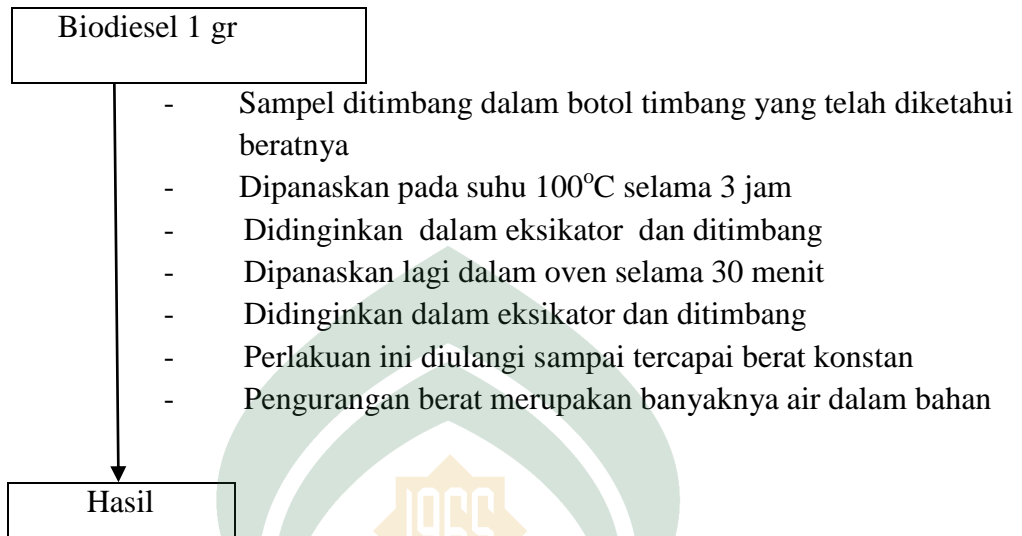 Biodiesel 1 gr
- Sampel ditimbang dalam botol timbang yang telah diketahui
beratnya
- Dipanaskan pada suhu 100°C selama 3 jam
- Didinginkan dalam eksikator dan ditimbang
- Dipanaskan lagi dalam oven selama 30 menit
- Didinginkan dalam eksikator dan ditimbang
- Perlakuan ini diulangi sampai tercapai berat konstan
- Pengurangan berat merupakan banyaknya air dalam bahan
Hasil
1965